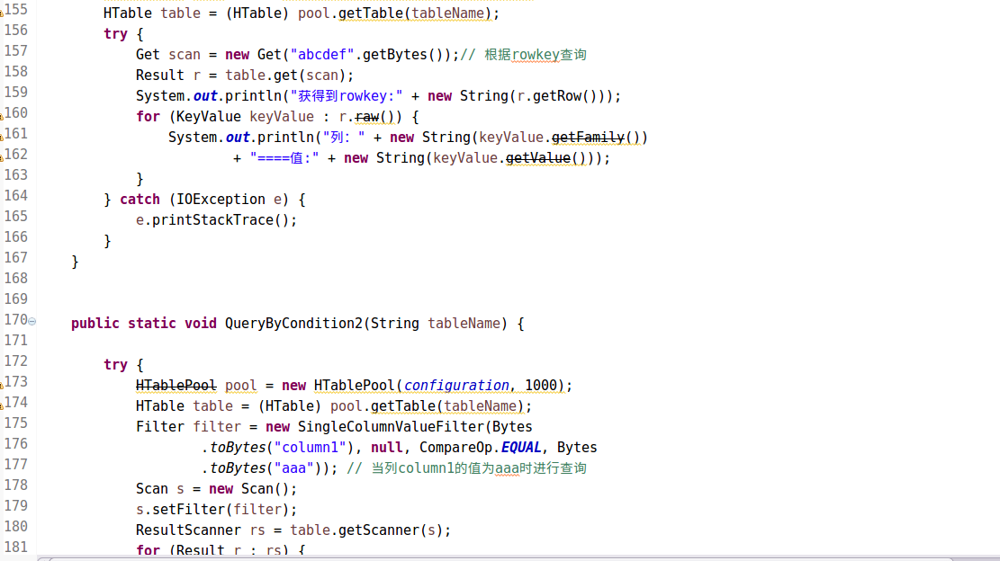 155 HTable table = (HTable) pool.getTable(tableName);
156 try {
157 Get scan = new Get("abcdef".getBytes());// 根据rowkey查询
158 Result r = table.get(scan);
159 System.out.println("获得到rowkey:" + new String(r.getRow()));
160 for (KeyValue keyValue : r.raw()) {
161 System.out.println("列：" + new String(keyValue.getFamily())
162 + "====值:" + new String(keyValue.getValue()));
163 }
164 } catch (IOException e) {
165 e.printStackTrace();
166 }
167 }
168
169
170 public static void QueryByCondition2(String tableName) {
171
172 try {
173 HTablePool pool = new HTablePool(configuration, 1000);
174 HTable table = (HTable) pool.getTable(tableName);
175 Filter filter = new SingleColumnValueFilter(Bytes
176 .toBytes("column1"), null, CompareOp.EQUAL, Bytes
177 .toBytes("aaa")); // 当列column1的值为aaa时进行查询
178 Scan s = new Scan();
179 s.setFilter(filter);
180 ResultScanner rs = table.getScanner(s);
181 for (Result r : rs) {